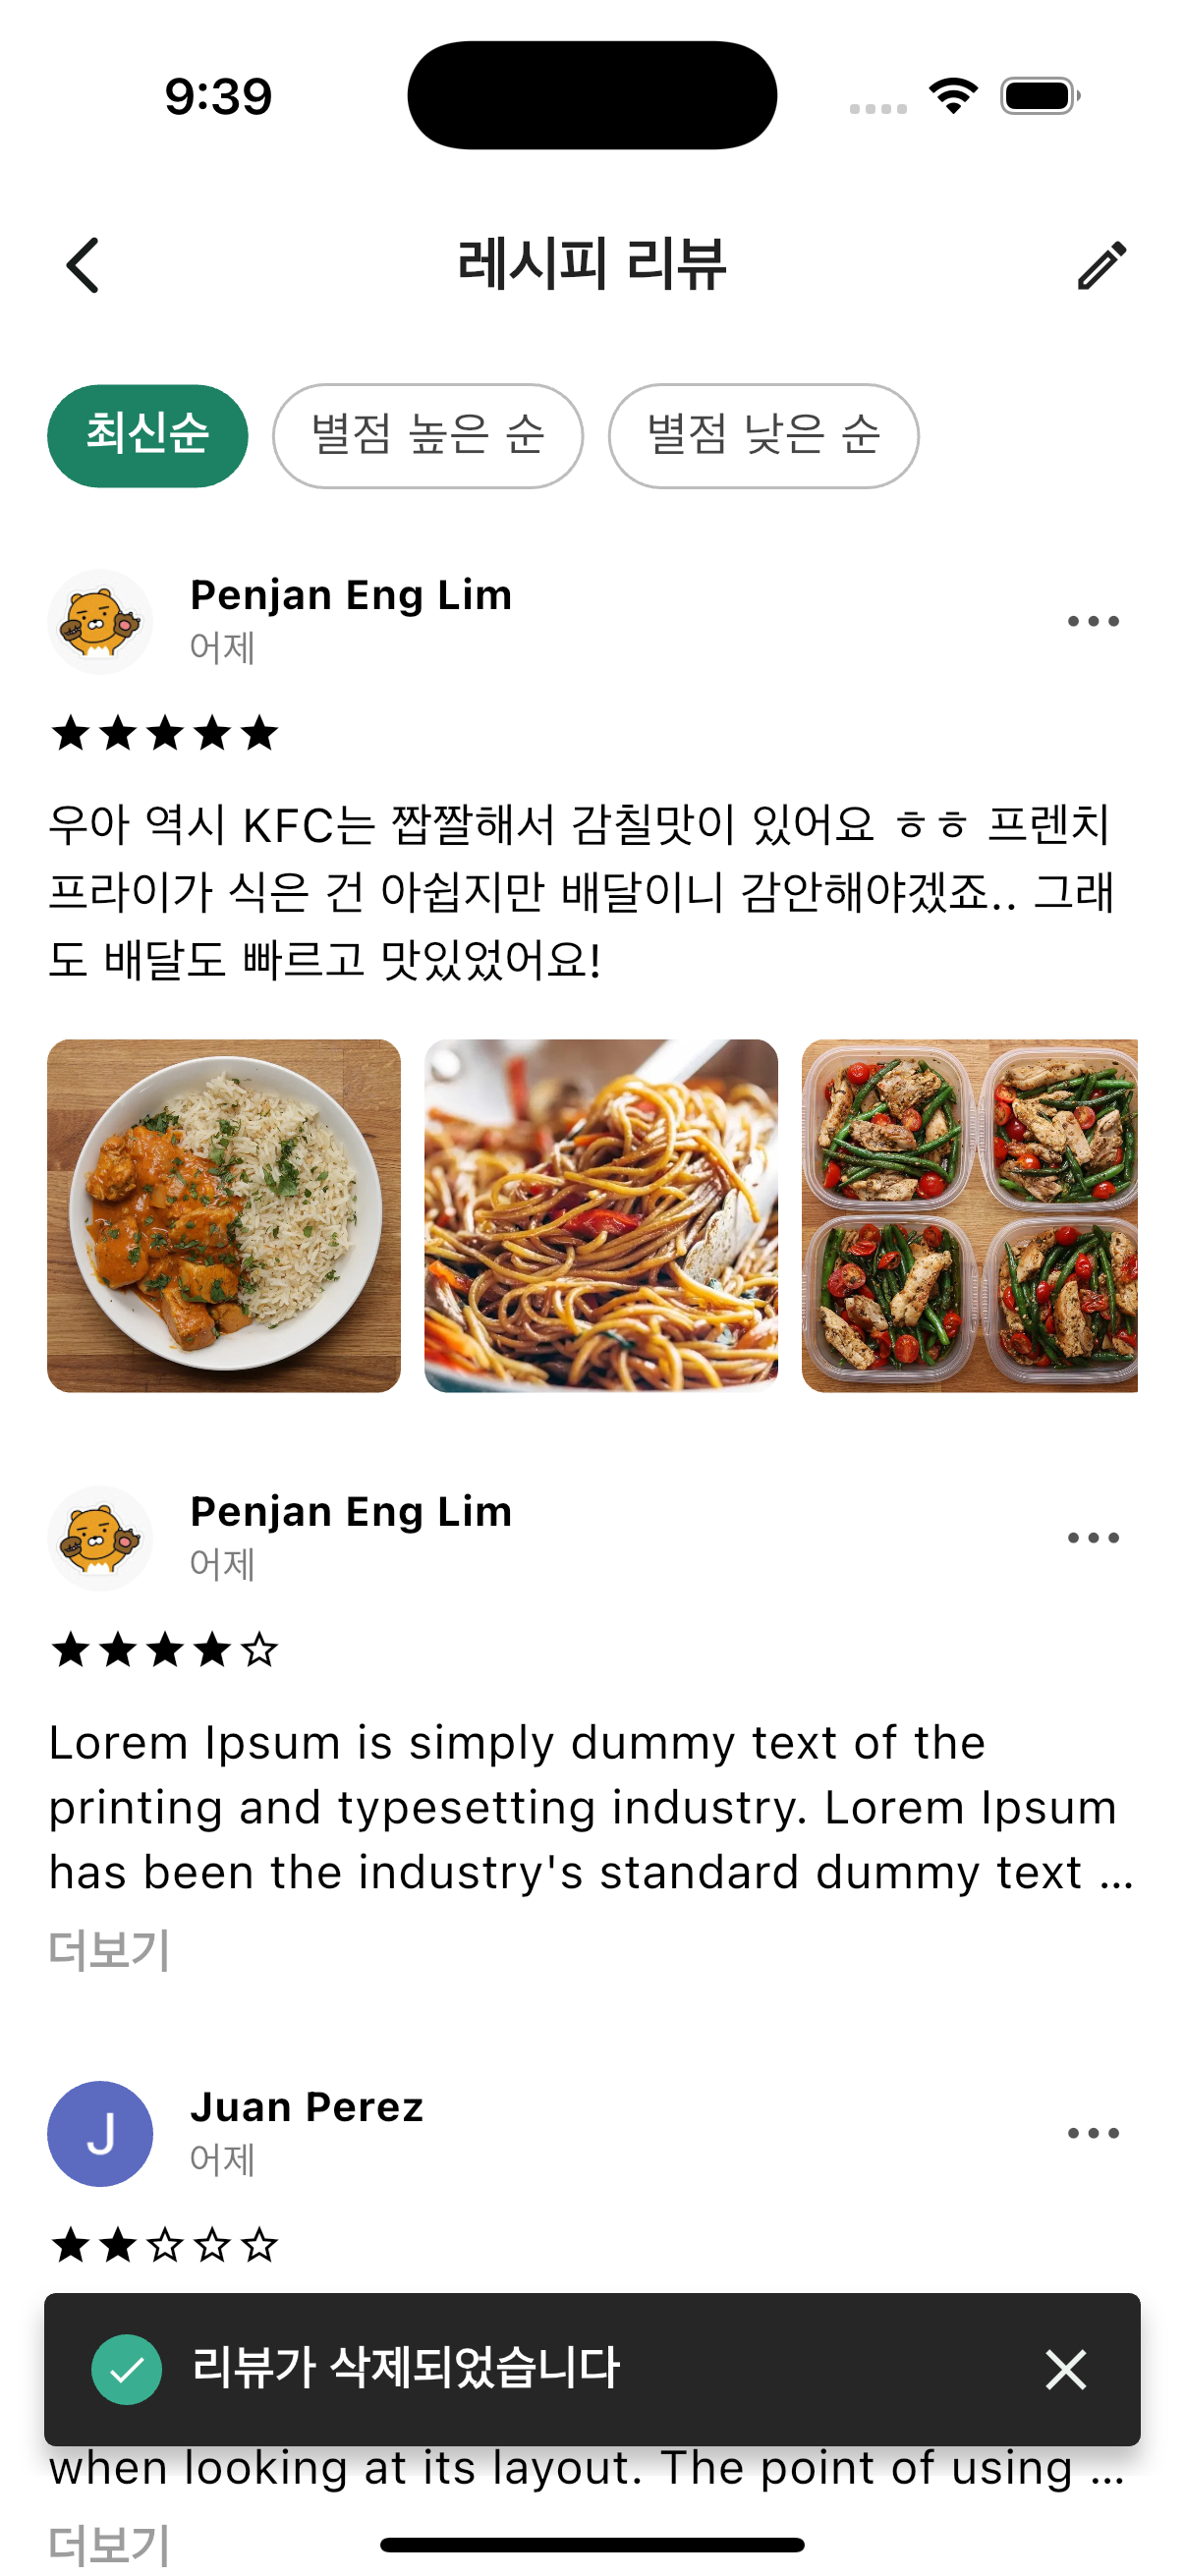 9:39
레시피 리뷰
최신순
별점 높은 순
별점 낮은 순
Penjan Eng Lim
어제
우아 역시 KFC는 짭짤해서 감칠맛이 있어요 ㅎㅎ 프렌치
프라이가 식은 건 아쉽지만 배달이니 감안해야겠죠.. 그래
도 배달도 빠르고 맛있었어요!
Penjan Eng Lim
어제
Lorem Ipsum is simply dummy text of the
printing and typesetting industry. Lorem Ipsum
has been the industry's standard dummy text ...
더보기
J
Juan Perez
어제
리뷰가 삭제되었습니다
when looking at its layout. The point of using ...
더보기